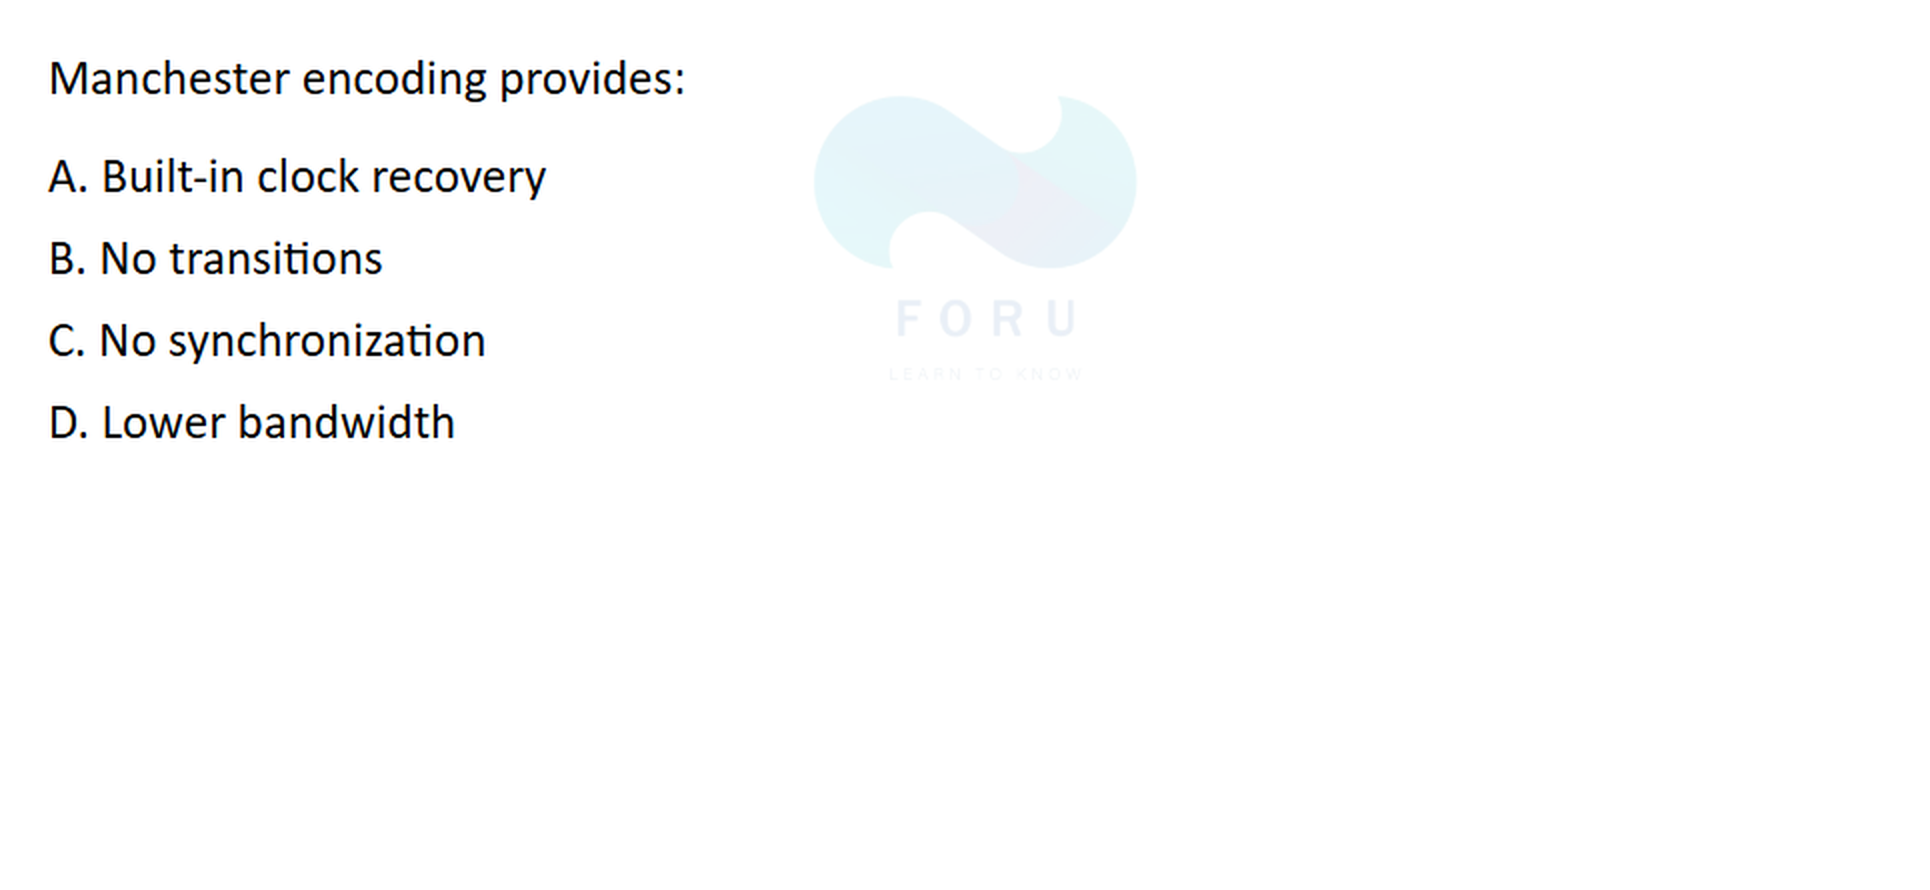 Manchester encoding provides:
A. Built-in clock recovery
B. No transitions
C. No synchronization
D. Lower bandwidth
FORU
LEARN TO KNOW